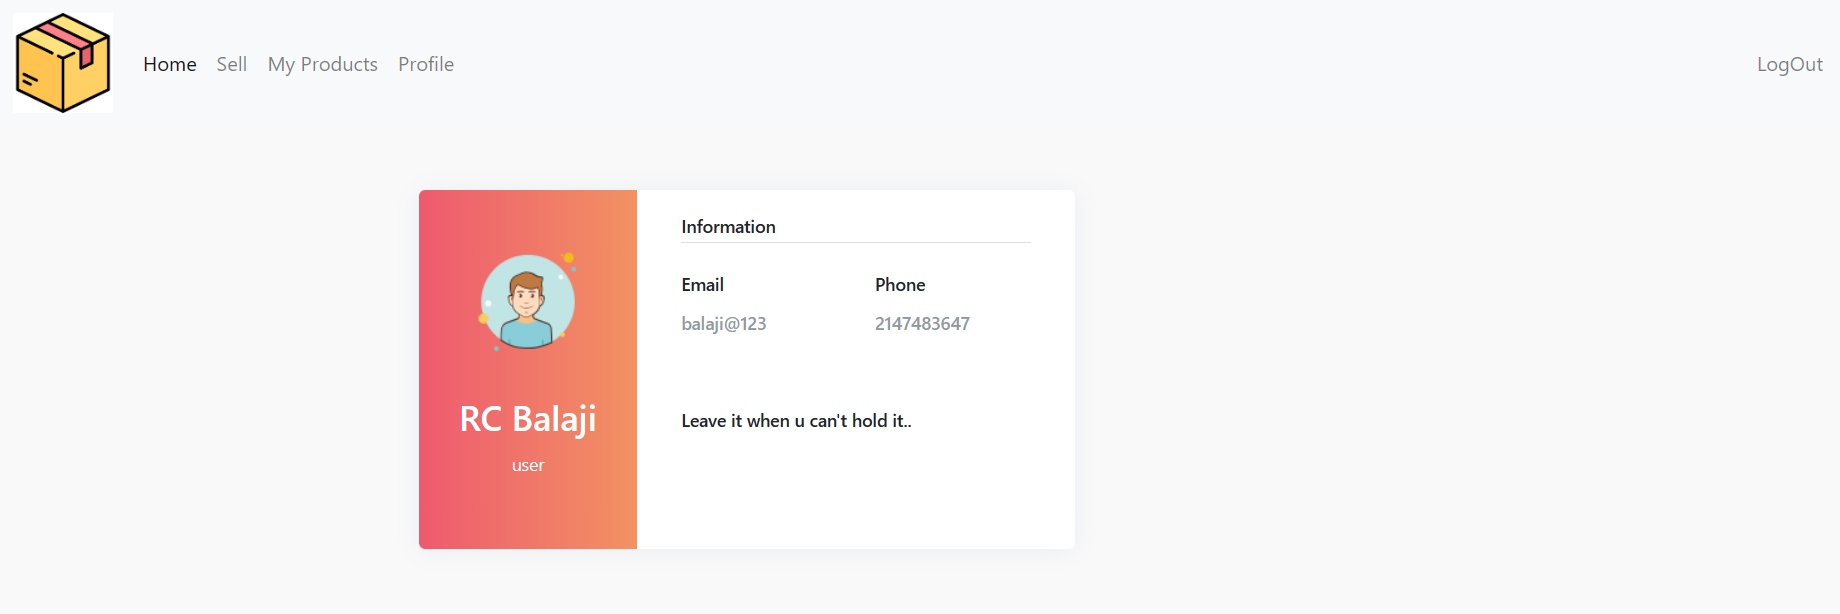 Home Sell My Products Profile LogOut
Information
Email Phone
balaji@123 2147483647
RC Balaji
user
Leave it when u can't hold it..